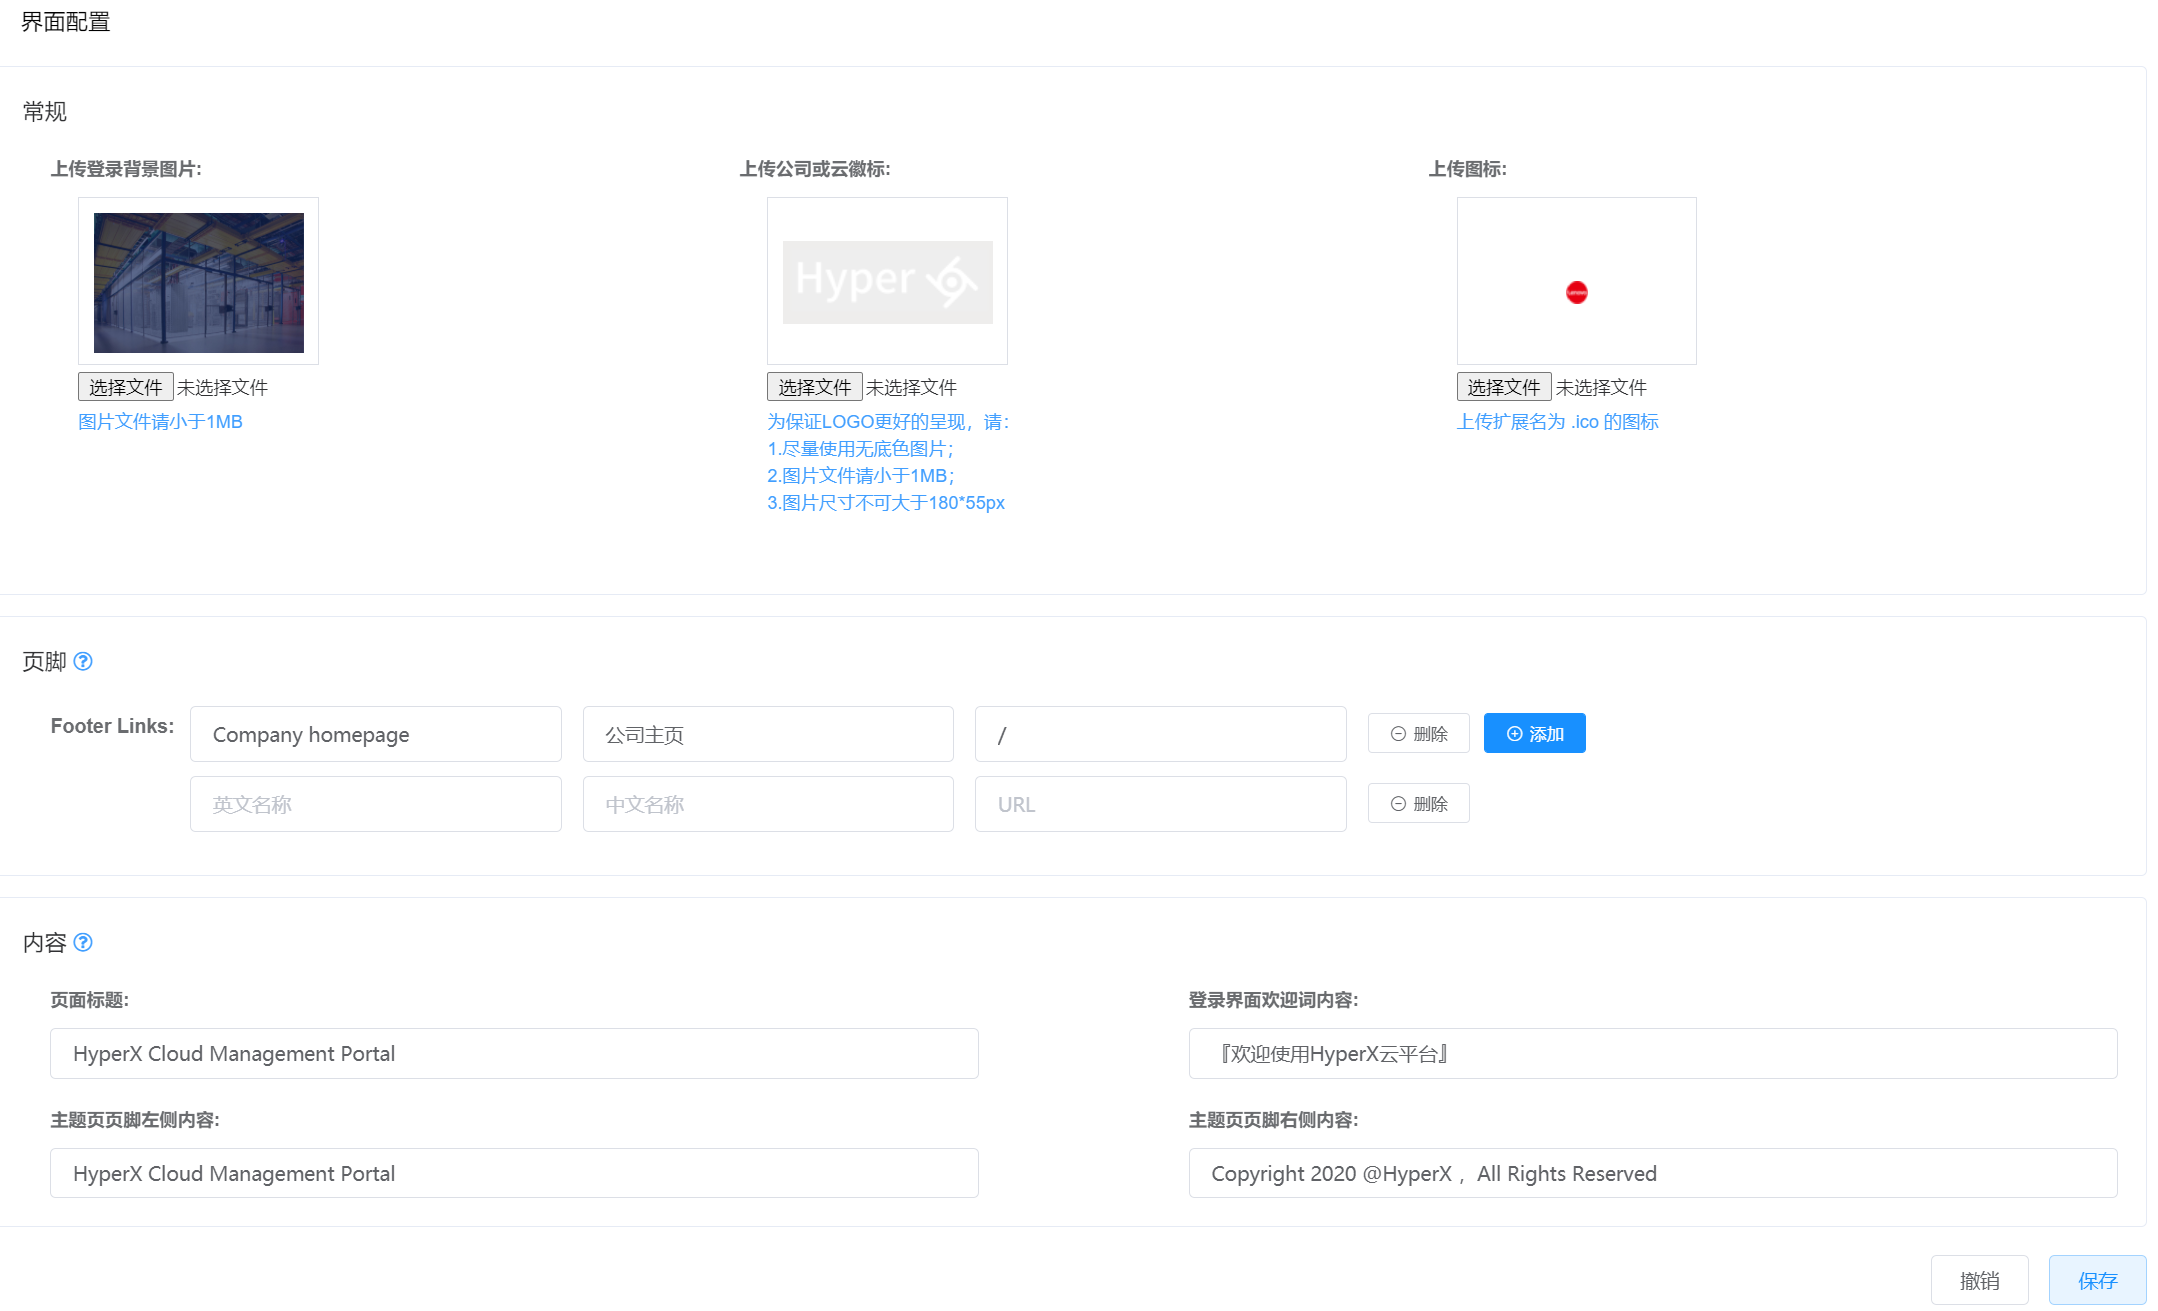 界面配置
常规
上传登录背景图片:
上传公司或云徽标:
上传图标:
Hyper
Lenovo
选择文件 未选择文件
选择文件 未选择文件
选择文件 未选择文件
图片文件请小于1MB
为保证LOGO更好的呈现，请：
1.尽量使用无底色图片；
2.图片文件请小于1MB；
3.图片尺寸不可大于180*55px
上传扩展名为 .ico 的图标
页脚
Footer Links: Company homepage 公司主页 / 删除 添加
英文名称 中文名称 URL 删除
内容
页面标题:
登录界面欢迎词内容:
HyperX Cloud Management Portal
『欢迎使用HyperX云平台』
主题页页脚左侧内容:
主题页页脚右侧内容:
HyperX Cloud Management Portal
Copyright 2020 @HyperX ，All Rights Reserved
撤销 保存